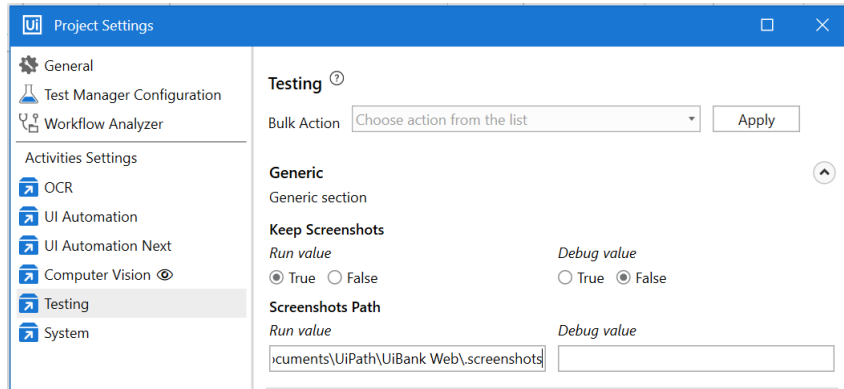 Ui Project Settings
General
Test Manager Configuration
Workflow Analyzer
Activities Settings
OCR
UI Automation
UI Automation Next
Computer Vision
Testing
System
Testing ?
Bulk Action Choose action from the list Apply
Generic
Generic section
Keep Screenshots
Run value Debug value
True False True False
Screenshots Path
Run value Debug value
ocuments\UiPath\UiBank Web\.screenshots